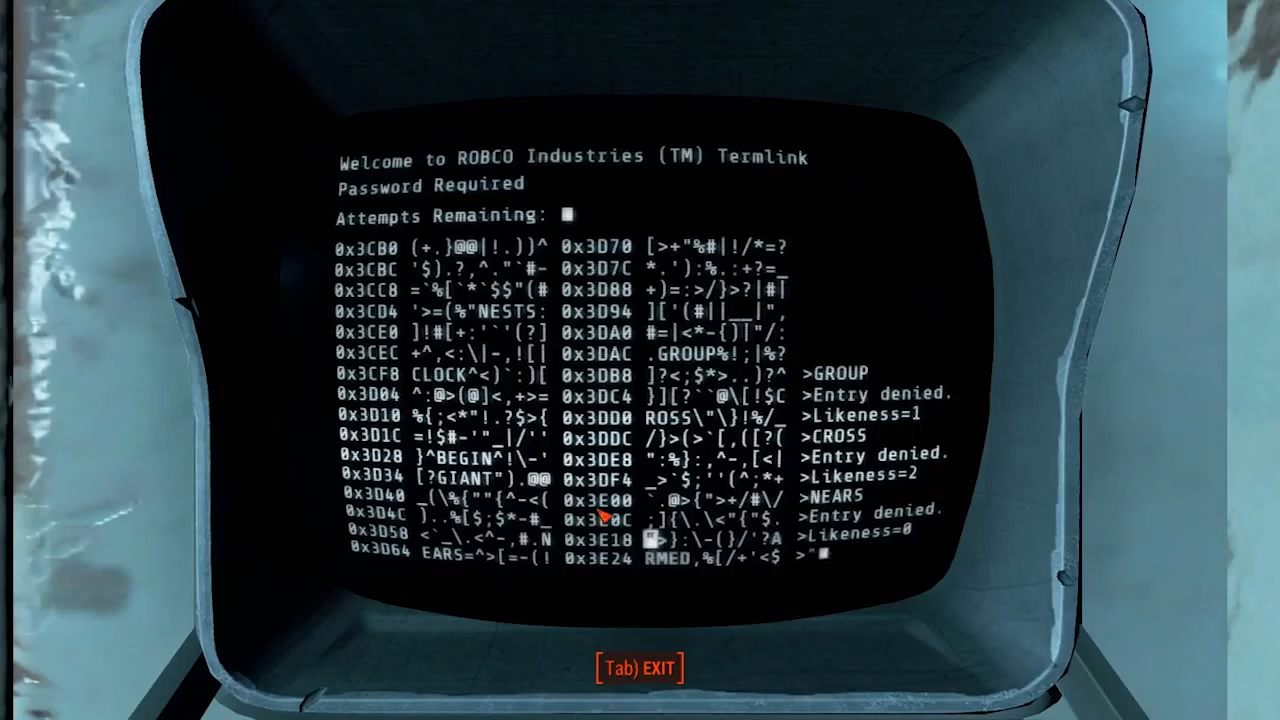 Welcome to ROBCO Industries (TM) Termlink
Password Required
Attempts Remaining: ■
0x3CB0 (+.}@@|!.))^ 0x3D70 [>+"%#|!/*=?
0x3CBC '$).?,^."`#- 0x3D7C *.'):%.:+?=_
0x3CC8 =`%[`*`$$"(# 0x3D88 +)=:>/}>?|#|
0x3CD4 '>=(%"NESTS: 0x3D94 ]['(#||__|",
0x3CE0 ]!#[+:'`'(?] 0x3DA0 #=|<*-{)|"/:
0x3CEC +^,<:\|-,![| 0x3DAC .GROUP%!;|%?
0x3CF8 CLOCK^<)`:)[ 0x3DB8 ]?<;$*>..)?^ >GROUP
0x3D04 ^:@>(@]<,+>= 0x3DC4 }][?``@\[!$C >Entry denied.
0x3D10 %{;<*"!.?$>{ 0x3DD0 ROSS\"\}!%/_ >Likeness=1
0x3D1C =!$#-'"_|/'' 0x3DDC /}>(>`[,([?( >CROSS
0x3D28 }^BEGIN^!\-' 0x3DE8 ":%}:,^-,[<| >Entry denied.
0x3D34 [?GIANT").@@ 0x3DF4 _>`$;''(^;*+ >Likeness=2
0x3D40 _(\%{""{^-<( 0x3E00 `.@>{">+/#\/ >NEARS
0x3D4C )..%[$;$*-#_ 0x3E0C ;]{\.\<"{"$. >Entry denied.
0x3D58 <`_\.<~,#.N 0x3E18 ">}:\-(}/'?A >Likeness=0
0x3D64 EARS=^>[=-(! 0x3E24 RMED,%[/+'<$ >"■
[Tab) EXIT]